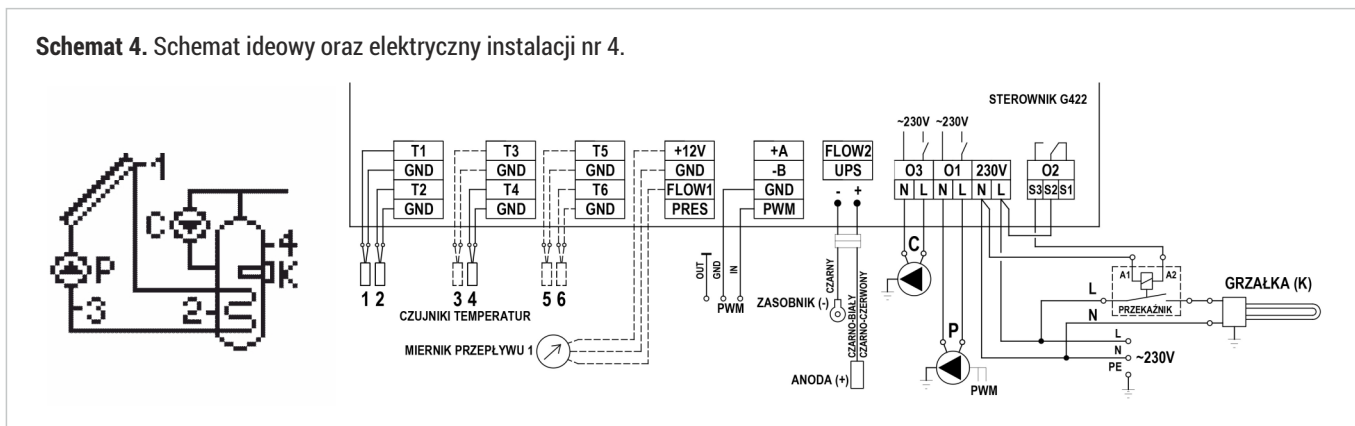 Schemat 4. Schemat ideowy oraz elektryczny instalacji nr 4.
STEROWNIK G422
~230V ~230V
T1 T3 T5 +12V +A FLOW2
GND GND GND GND -B UPS O3 O1 230V O2
T2 T4 T6 FLOW1 GND - + N L N L N L S3 S2 S1
GND GND GND PRES PWM
1
C
4
P K
3 2
OUT GND IN
PWM
1 2 3 4 5 6
CZUJNIKI TEMPERATUR
MIERNIK PRZEPŁYWU 1
CZARNY
ZASOBNIK (-)
CZARNO-BIAŁY
CZARNO-CZERWONY
ANODA (+)
C
P
PWM
A1 A2
L
PRZEKAŹNIK
N
GRZAŁKA (K)
L
N
~230V
PE